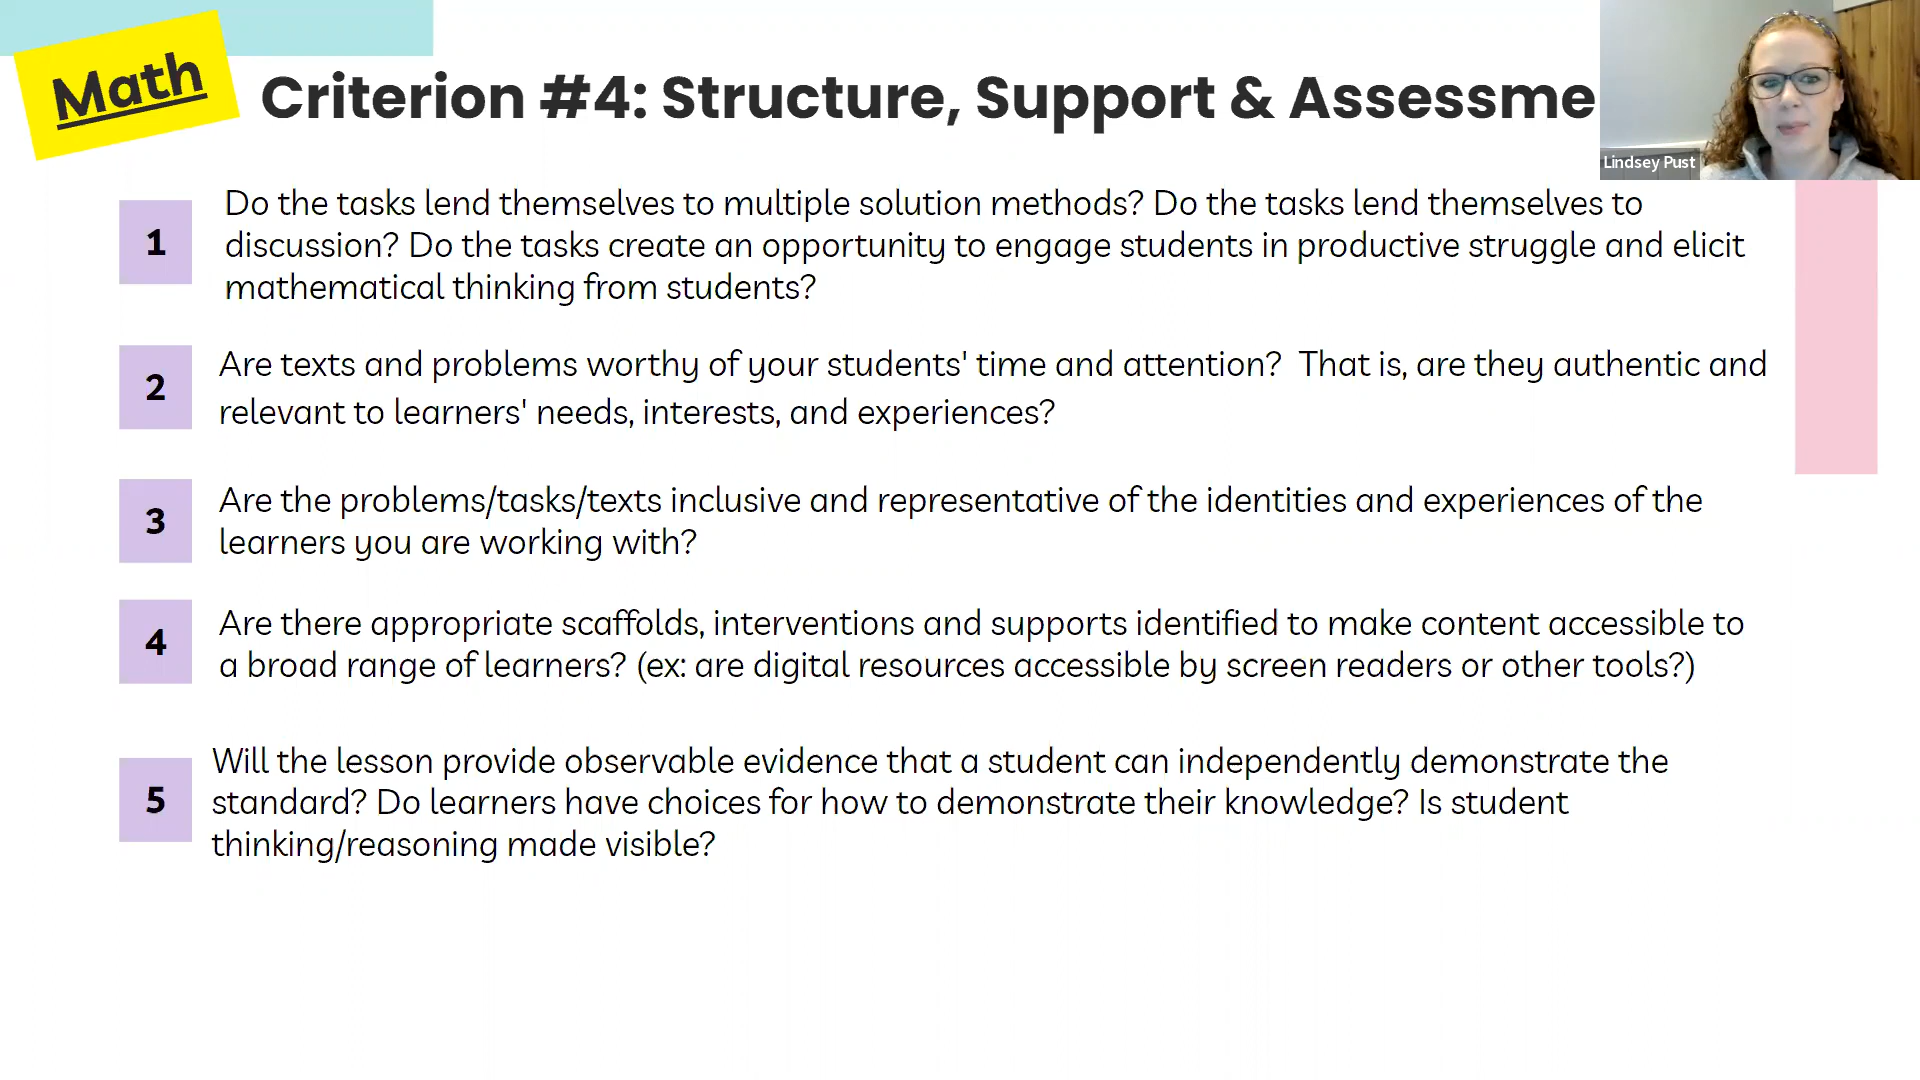 Math
Criterion #4: Structure, Support & Assessme
Lindsey Pust
1
Do the tasks lend themselves to multiple solution methods? Do the tasks lend themselves to
discussion? Do the tasks create an opportunity to engage students in productive struggle and elicit
mathematical thinking from students?
2
Are texts and problems worthy of your students' time and attention?  That is, are they authentic and
relevant to learners' needs, interests, and experiences?
3
Are the problems/tasks/texts inclusive and representative of the identities and experiences of the
learners you are working with?
4
Are there appropriate scaffolds, interventions and supports identified to make content accessible to
a broad range of learners? (ex: are digital resources accessible by screen readers or other tools?)
5
Will the lesson provide observable evidence that a student can independently demonstrate the
standard? Do learners have choices for how to demonstrate their knowledge? Is student
thinking/reasoning made visible?